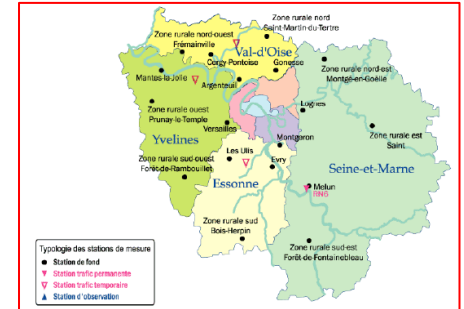 Zone rurale nord
Saint-Martin du Tertre
Zone rurale nord-ouest
Frémainville
Val-d'Oise
Cergy-Pontoise
Gonesse
Zone rurale nord-est
Montgé-en-Goële
Mantes-la-Jolie
Argenteuil
Zone rurale ouest
Prunay-le-Temple
Lognes
Versailles
Zone rurale est
Saint
Yvelines
Montgeron
Les Ulis
Zone rurale sud-ouest
Forêt de Rambouillet
Evry
Seine-et-Marne
Essonne
Melun
RN6
Zone rurale sud
Bois-Herpin
Zone rurale sud-est
Forêt de Fontainebleau
Typologie des stations de mesure
Station de fond
Station trafic permanente
Station trafic temporaire
Station d'observation